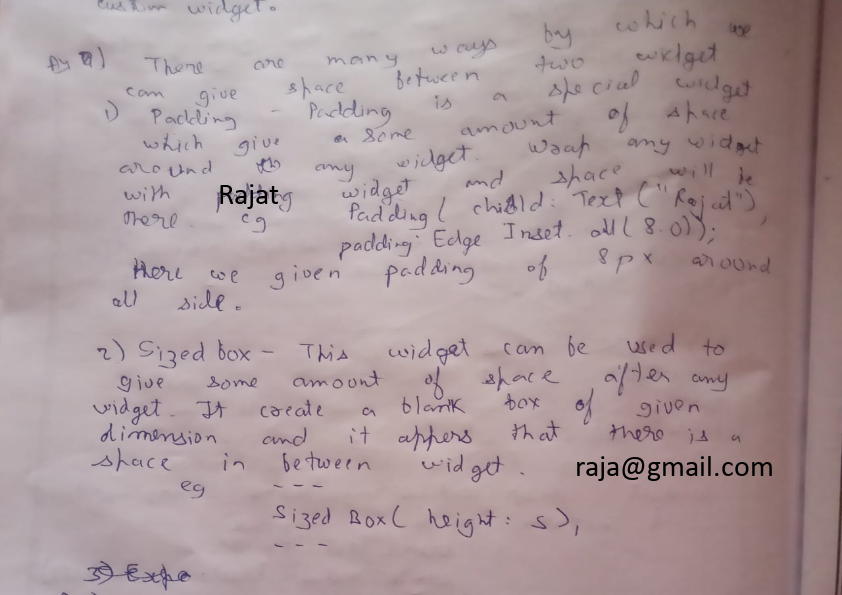 custom widget.
There are many ways by which we
can give space between two widget
1) Padding - Padding is a special widget
which give a some amount of space
around any widget. Wrap any widget
with Rajat widget and space will be
there. eg Padding( child: Text ("Rajat"),
padding: Edge Inset. all( 8.0));
Here we given padding of 8px around
all side.
2) Sized box - This widget can be used to
give some amount of space after any
widget. It create a blank box of given
dimension and it appers that there is a
space in between widget. raja@gmail.com
eg - - -
Sized Box( height: 5),
- - -
3) Expa